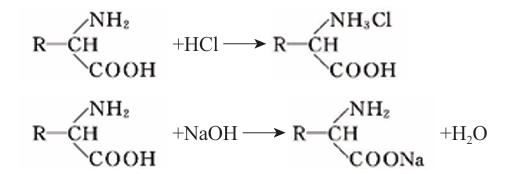 NH₂ NH₃Cl
R—CH +HCl ⟶ R—CH
COOH COOH
NH₂ NH₂
R—CH +NaOH ⟶ R—CH +H₂O
COOH COONa